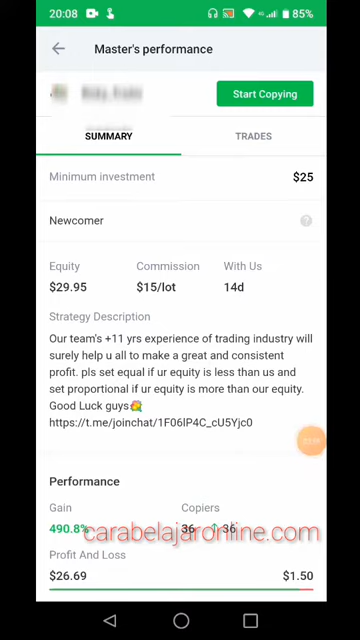 20:08
4G
85%
Master's performance
Start Copying
SUMMARY
TRADES
Minimum investment
$25
Newcomer
?
Equity
Commission
With Us
$29.95
$15/lot
14d
Strategy Description
Our team's +11 yrs experience of trading industry will
surely help u all to make a great and consistent
profit. pls set equal if ur equity is less than us and
set proportional if ur equity is more than our equity.
Good Luck guys💐
https://t.me/joinchat/1F06lP4C_cU5Yjc0
Performance
Gain
Copiers
490.8%
36
↑ 36
carabelajaronline.com
Profit And Loss
$26.69
$1.50